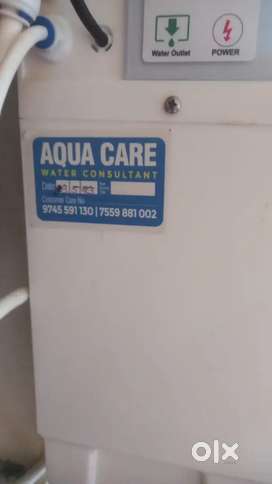 Water Outlet
POWER
AQUA CARE
WATER CONSULTANT
Date
Customer Care No
9745 591 130 | 7559 881 002
olx